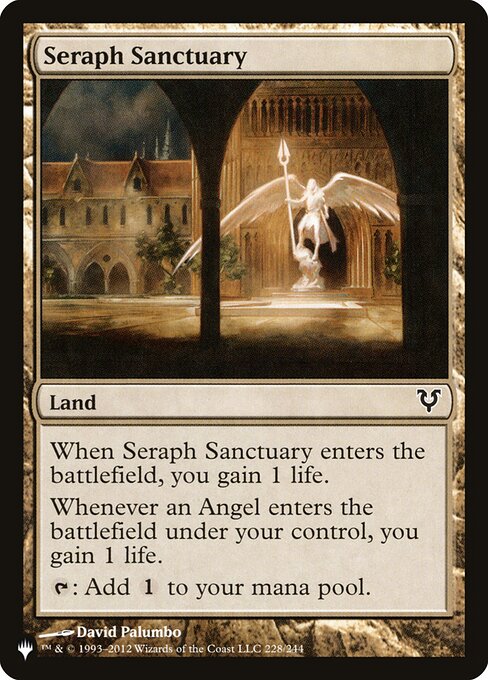 Seraph Sanctuary
Land
When Seraph Sanctuary enters the
battlefield, you gain 1 life.
Whenever an Angel enters the
battlefield under your control, you
gain 1 life.
: Add 1 to your mana pool.
David Palumbo
™ & © 1993–2012 Wizards of the Coast LLC 228/244